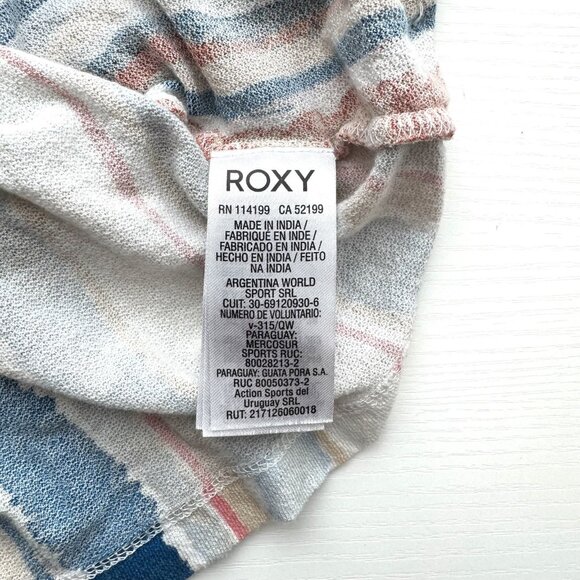 ROXY
RN 114199 CA 52199
MADE IN INDIA /
FABRIQUÉ EN INDE /
FABRICADO EN INDIA /
HECHO EN INDIA / FEITO
NA INDIA
ARGENTINA WORLD
SPORT SRL
CUIT: 30-69120930-6
NUMERO DE VOLUNTARIO:
v-315/QW
PARAGUAY:
MERCOSUR
SPORTS RUC:
80028213-2
PARAGUAY: GUATA PORA S.A.
RUC 80050373-2
Action Sports del
Uruguay SRL
RUT: 217126060018